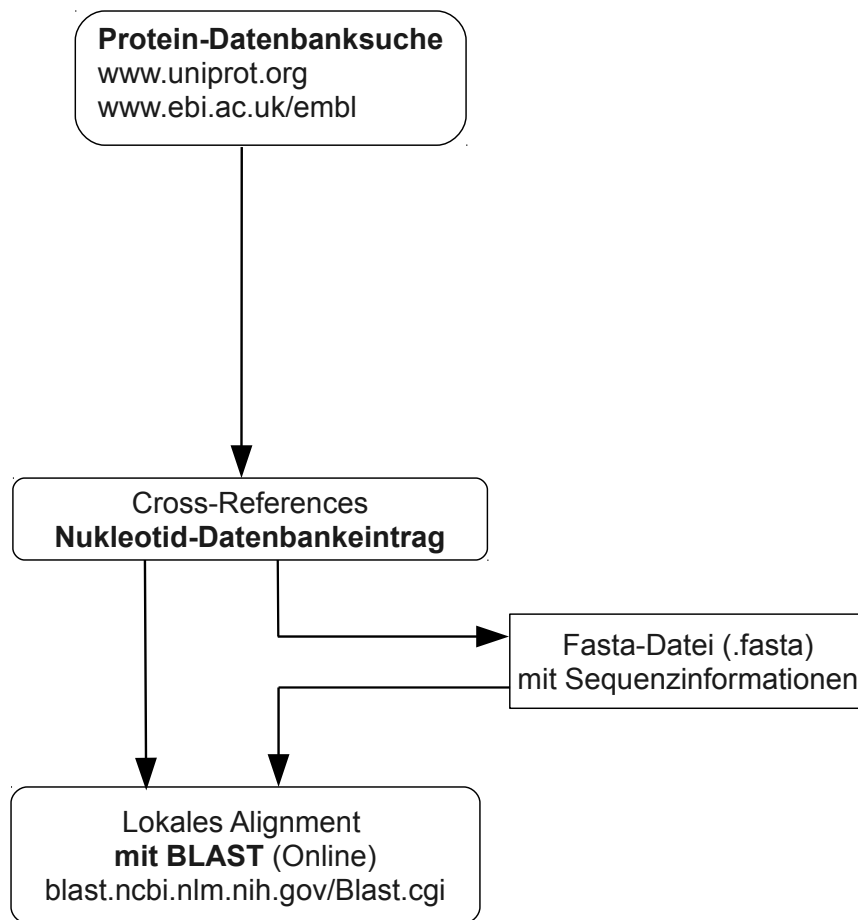 Protein-Datenbanksuche
www.uniprot.org
www.ebi.ac.uk/embl
Cross-References
Nukleotid-Datenbankeintrag
Fasta-Datei (.fasta)
mit Sequenzinformationen
Lokales Alignment
mit BLAST (Online)
blast.ncbi.nlm.nih.gov/Blast.cgi